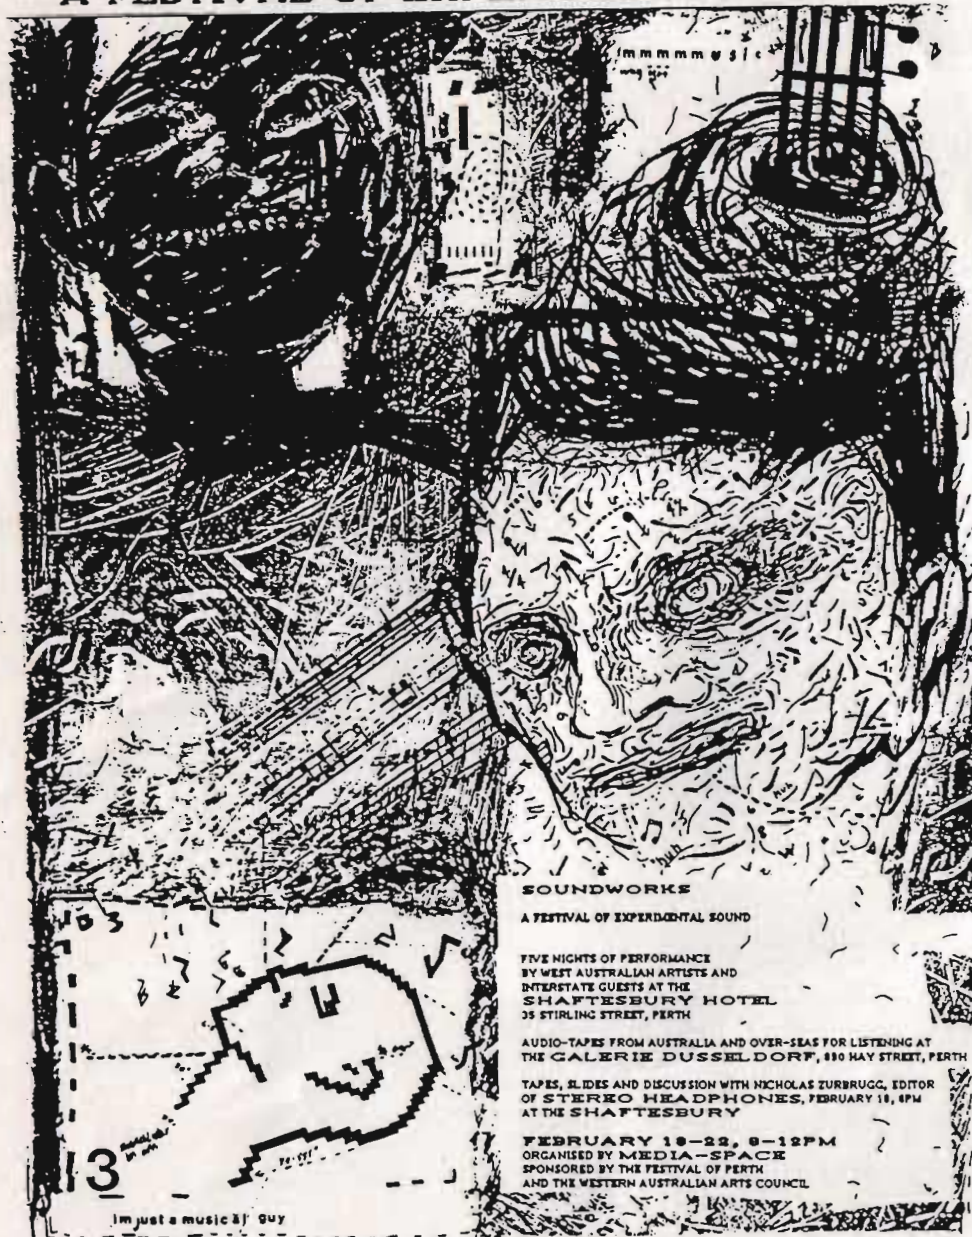 A FESTIVAL OF
immmmmusic
SOUNDWORKS
A FESTIVAL OF EXPERIMENTAL SOUND
FIVE NIGHTS OF PERFORMANCE
BY WEST AUSTRALIAN ARTISTS AND
INTERSTATE GUESTS AT THE
SHAFTESBURY HOTEL
35 STIRLING STREET, PERTH
AUDIO-TAPES FROM AUSTRALIA AND OVER-SEAS FOR LISTENING AT
THE GALERIE DUSSELDORF, 890 HAY STREET, PERTH
TAPES, SLIDES AND DISCUSSION WITH NICHOLAS ZURBRUGG, EDITOR
OF STEREO HEADPHONES, FEBRUARY 18, 6PM
AT THE SHAFTESBURY
FEBRUARY 18-22, 8-12PM
ORGANISED BY MEDIA-SPACE
SPONSORED BY THE FESTIVAL OF PERTH
AND THE WESTERN AUSTRALIAN ARTS COUNCIL
3
im just a musical guy